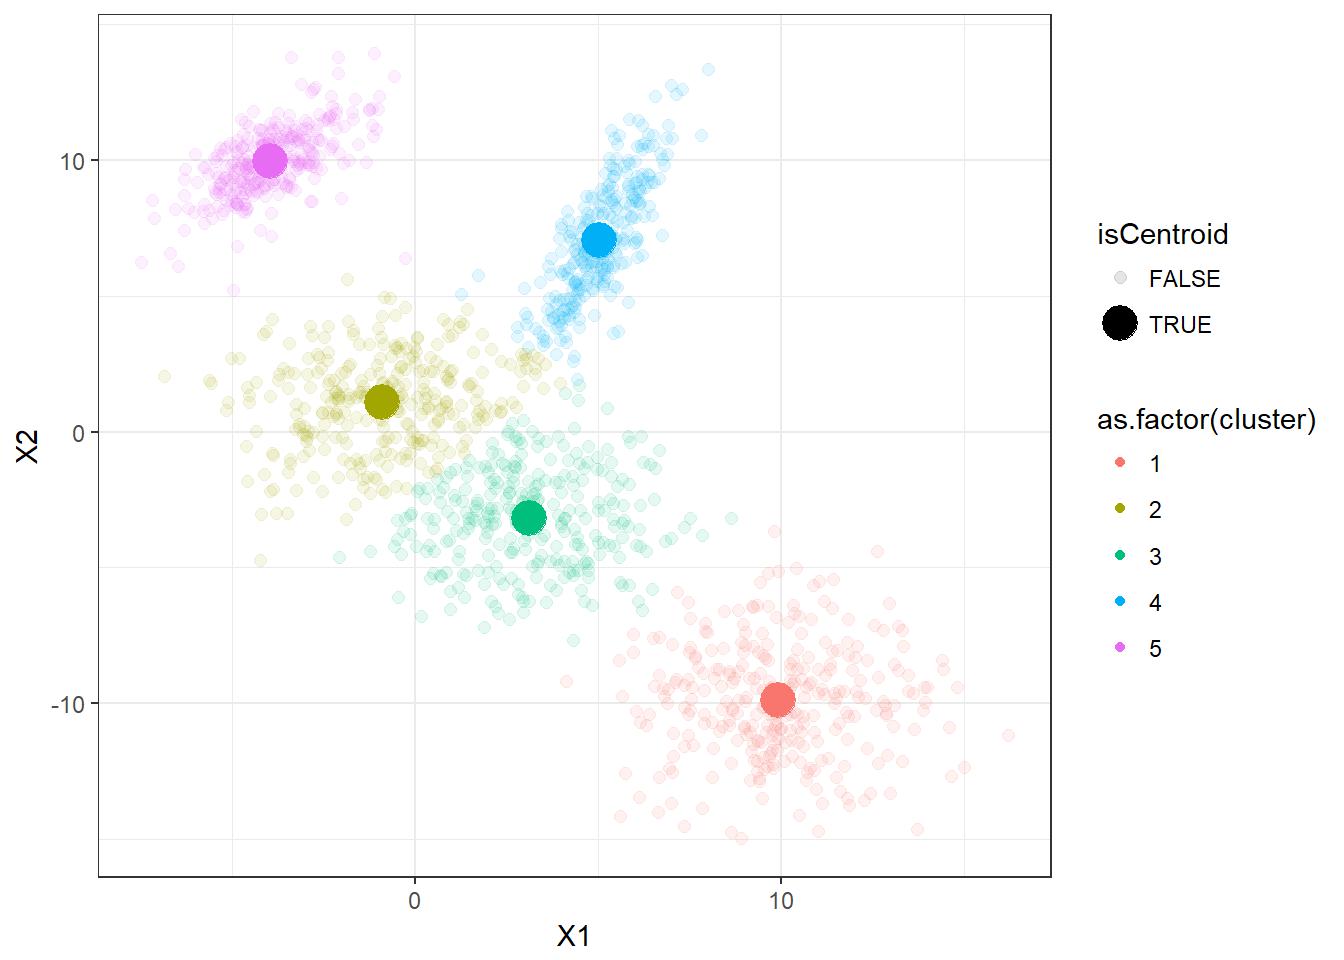 10
0
-10
X2
0
10
X1
isCentroid
FALSE
TRUE
as.factor(cluster)
1
2
3
4
5